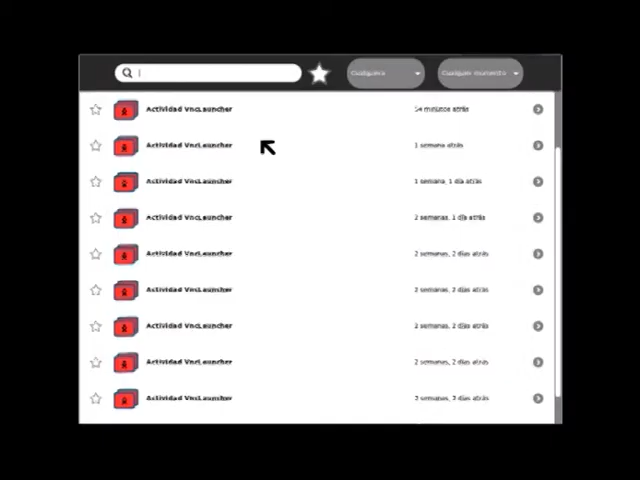 Cualquiera
Cualquier momento
Actividad VncLauncher
54 minutos atrás
Actividad VncLauncher
1 semana atrás
Actividad VncLauncher
1 semana, 1 día atrás
Actividad VncLauncher
2 semanas, 1 día atrás
Actividad VncLauncher
2 semanas, 2 días atrás
Actividad VncLauncher
2 semanas, 2 días atrás
Actividad VncLauncher
2 semanas, 2 días atrás
Actividad VncLauncher
2 semanas, 2 días atrás
Actividad VncLauncher
2 semanas, 2 días atrás